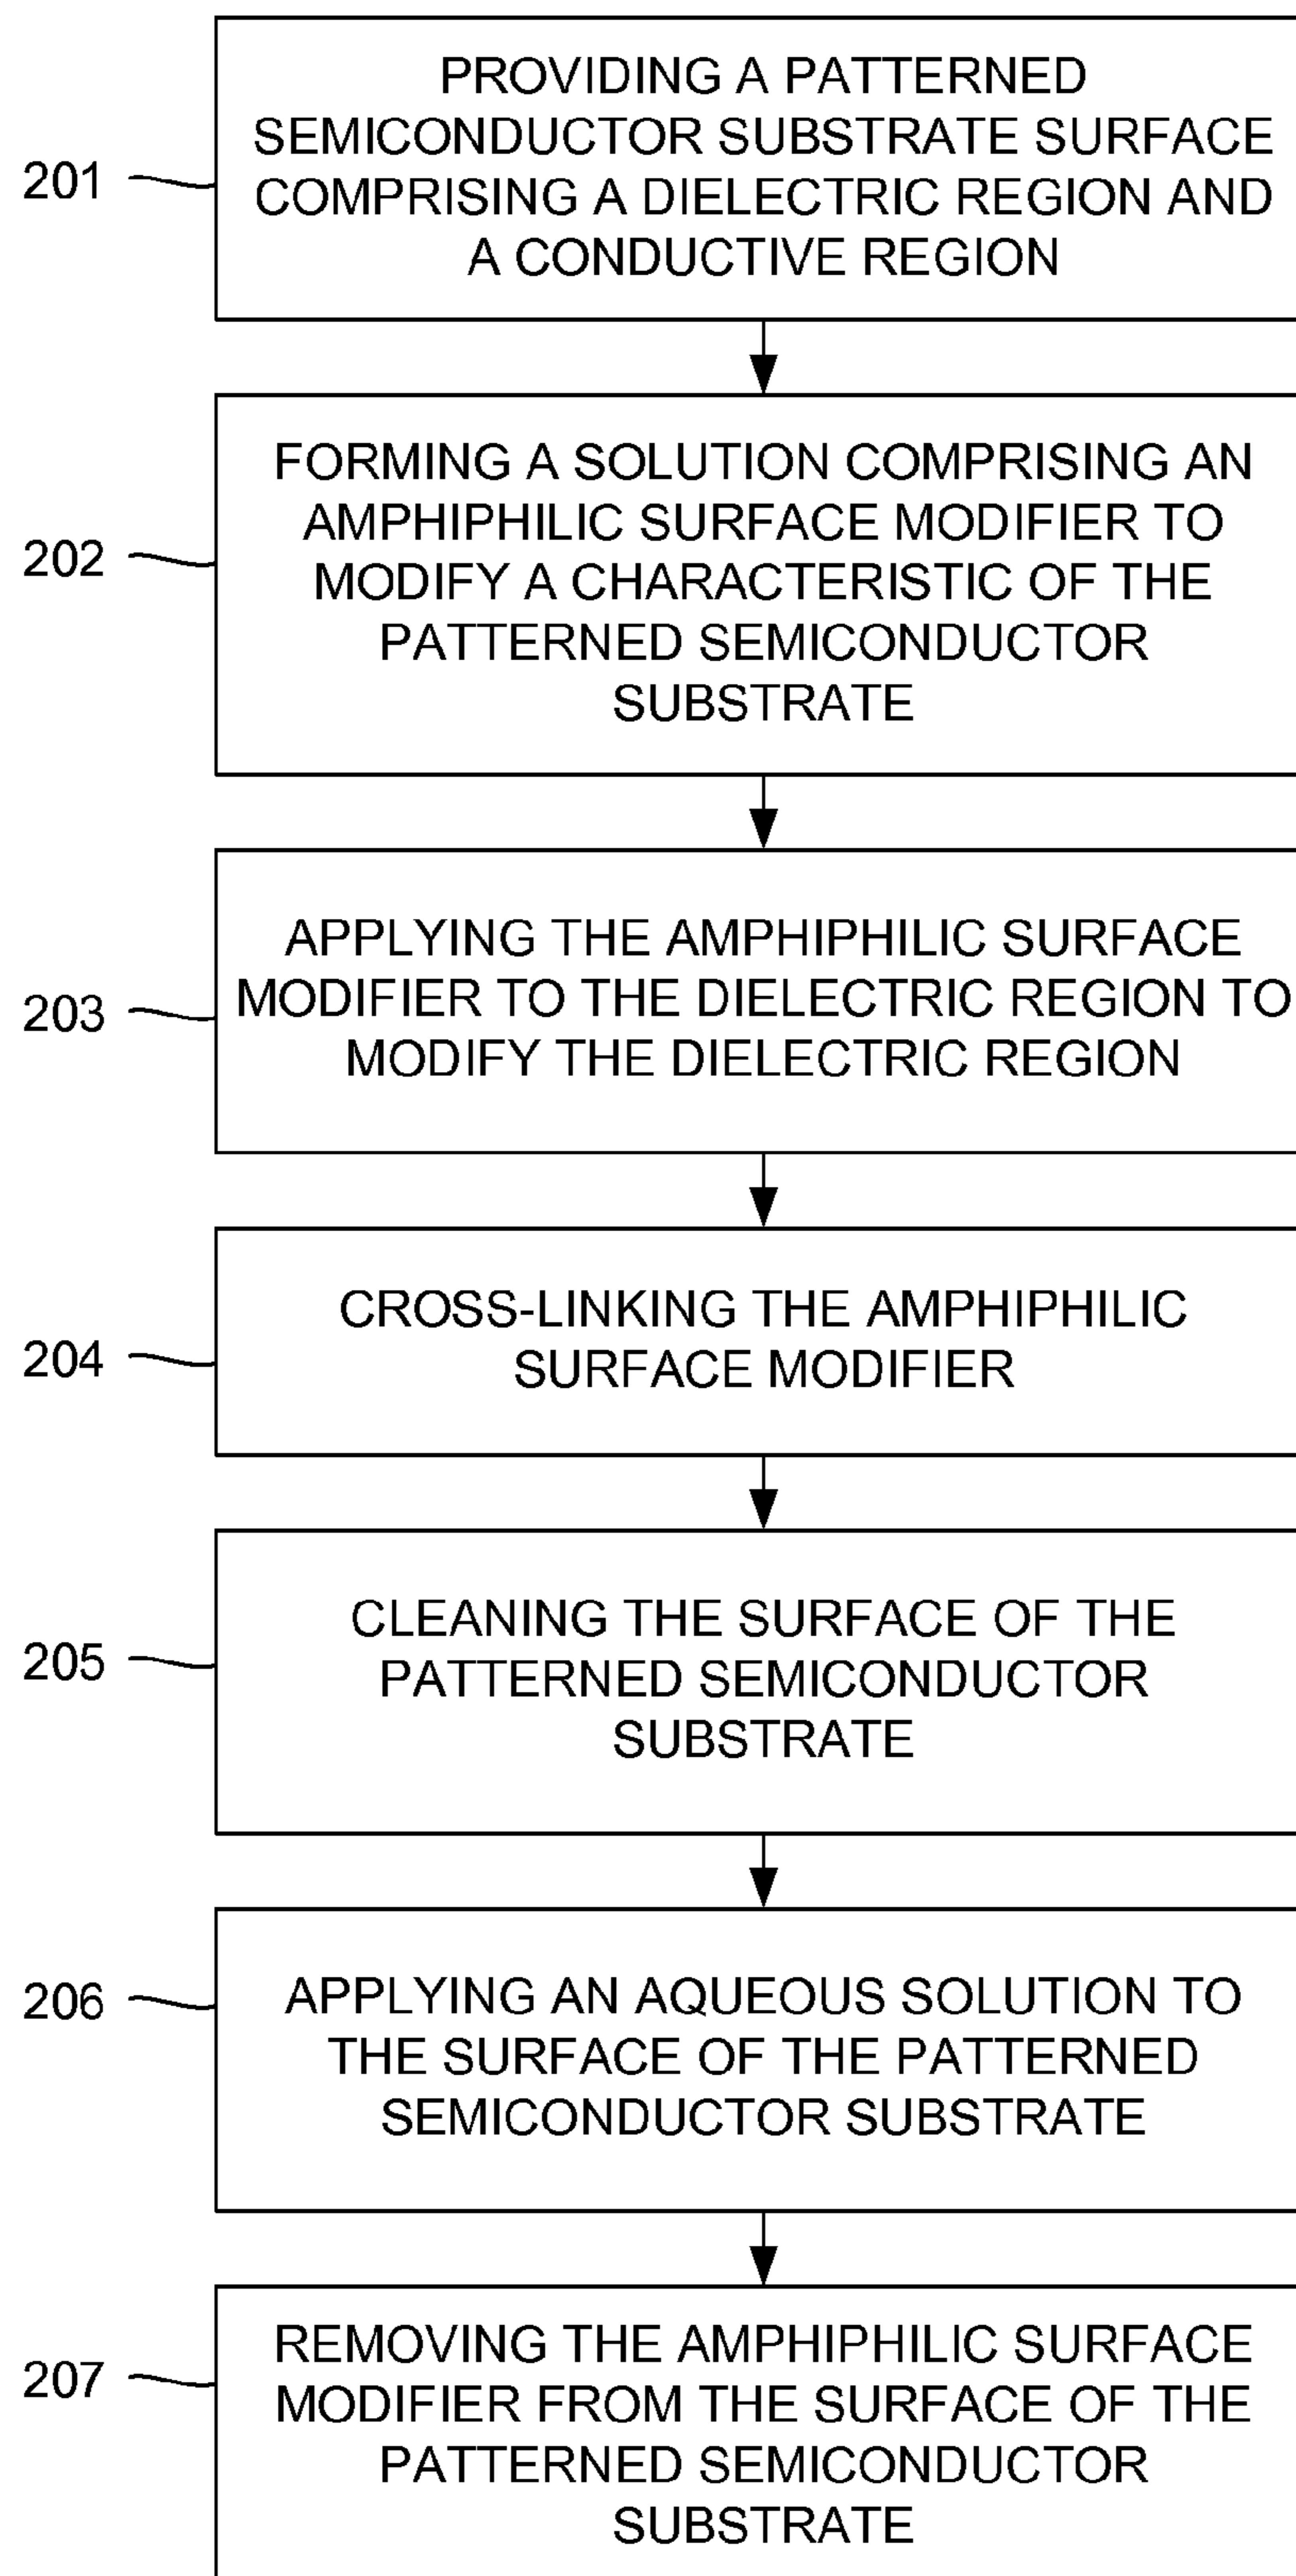 201
PROVIDING A PATTERNED
SEMICONDUCTOR SUBSTRATE SURFACE
COMPRISING A DIELECTRIC REGION AND
A CONDUCTIVE REGION
202
FORMING A SOLUTION COMPRISING AN
AMPHIPHILIC SURFACE MODIFIER TO
MODIFY A CHARACTERISTIC OF THE
PATTERNED SEMICONDUCTOR
SUBSTRATE
203
APPLYING THE AMPHIPHILIC SURFACE
MODIFIER TO THE DIELECTRIC REGION TO
MODIFY THE DIELECTRIC REGION
204
CROSS-LINKING THE AMPHIPHILIC
SURFACE MODIFIER
205
CLEANING THE SURFACE OF THE
PATTERNED SEMICONDUCTOR
SUBSTRATE
206
APPLYING AN AQUEOUS SOLUTION TO
THE SURFACE OF THE PATTERNED
SEMICONDUCTOR SUBSTRATE
207
REMOVING THE AMPHIPHILIC SURFACE
MODIFIER FROM THE SURFACE OF THE
PATTERNED SEMICONDUCTOR
SUBSTRATE